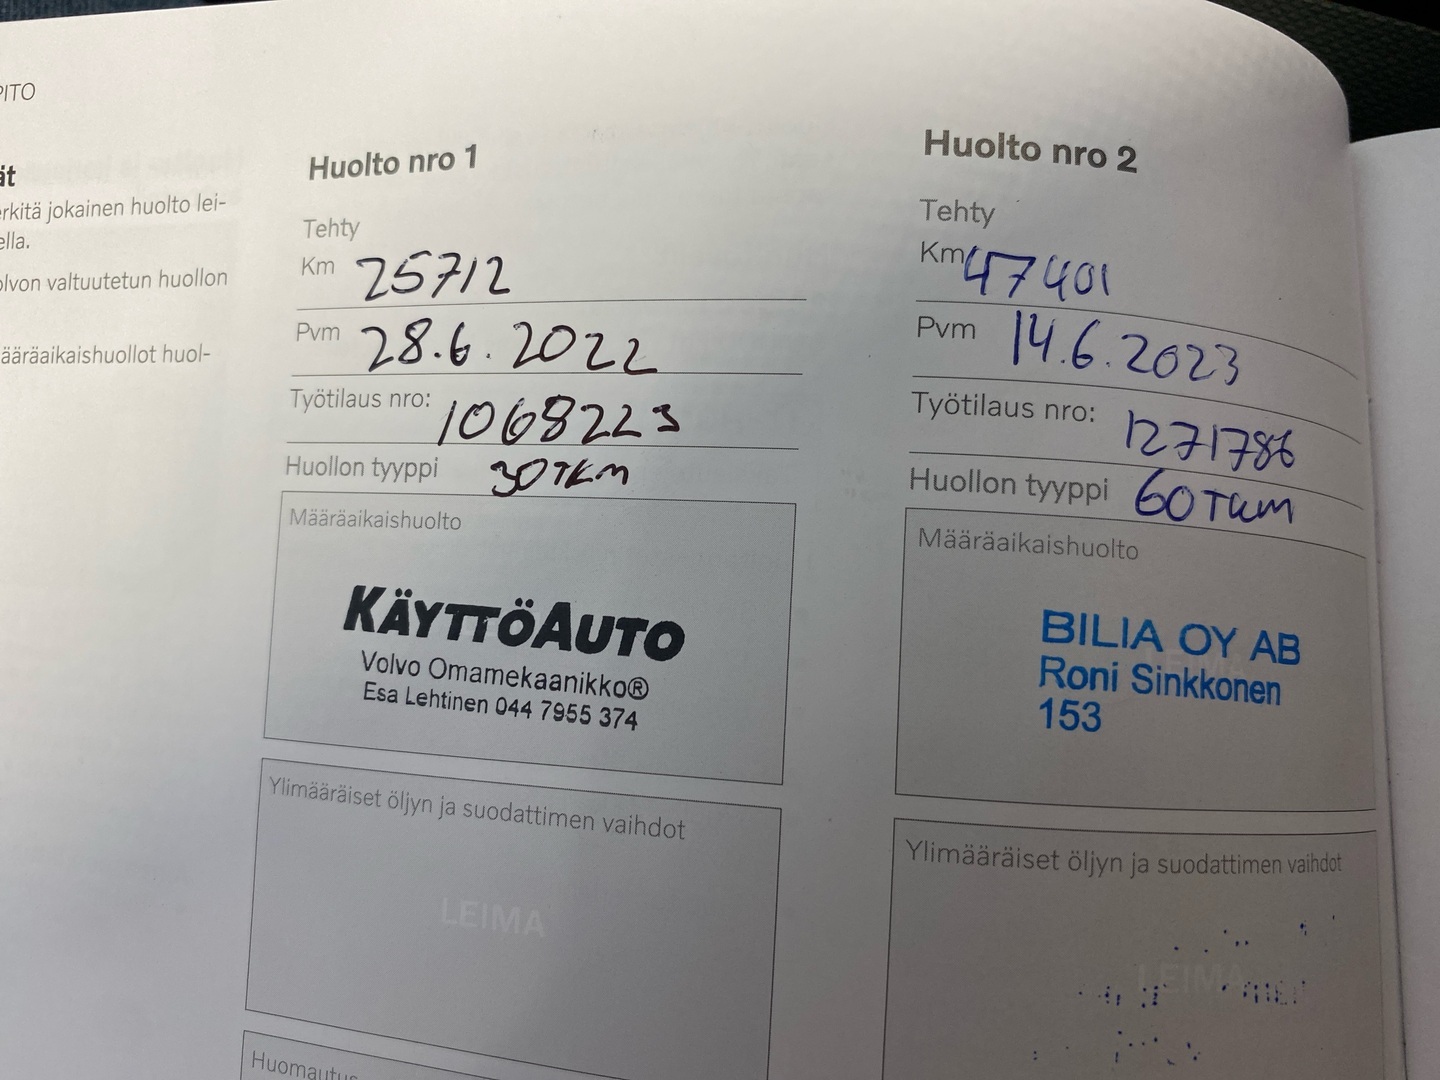 PITO
ät
erkitä jokainen huolto lei-
ella.
olvon valtuutetun huollon
ääräaikaishuollot huol-
Huolto nro 1
Tehty
Km 25712
Pvm 28.6.2022
Työtilaus nro: 1068223
Huollon tyyppi 30TKM
Määräaikaishuolto
KÄYTTÖAUTO
Volvo Omamekaanikko®
Esa Lehtinen 044 7955 374
Ylimääräiset öljyn ja suodattimen vaihdot
LEIMA
Huomautus
Huolto nro 2
Tehty
Km 47401
Pvm 14.6.2023
Työtilaus nro: 1271786
Huollon tyyppi 60TKM
Määräaikaishuolto
LEIMA
BILIA OY AB
Roni Sinkkonen
153
Ylimääräiset öljyn ja suodattimen vaihdot
LEIMA